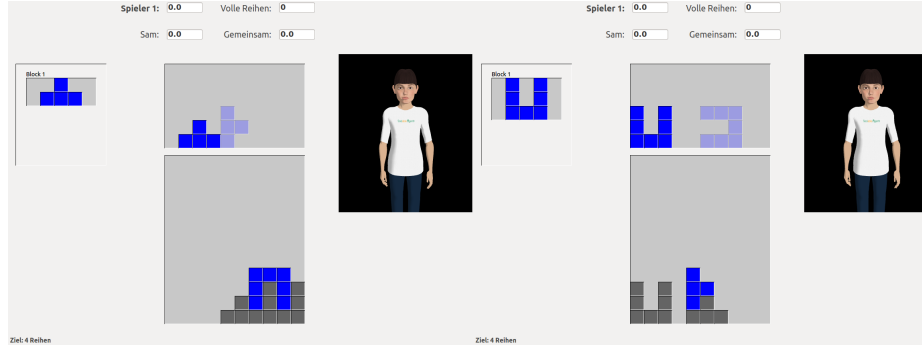 Spieler 1: 0.0 Volle Reihen: 0
Sam: 0.0 Gemeinsam: 0.0
Block 1
Ziel: 4 Reihen
Spieler 1: 0.0 Volle Reihen: 0
Sam: 0.0 Gemeinsam: 0.0
Block 1
Ziel: 4 Reihen